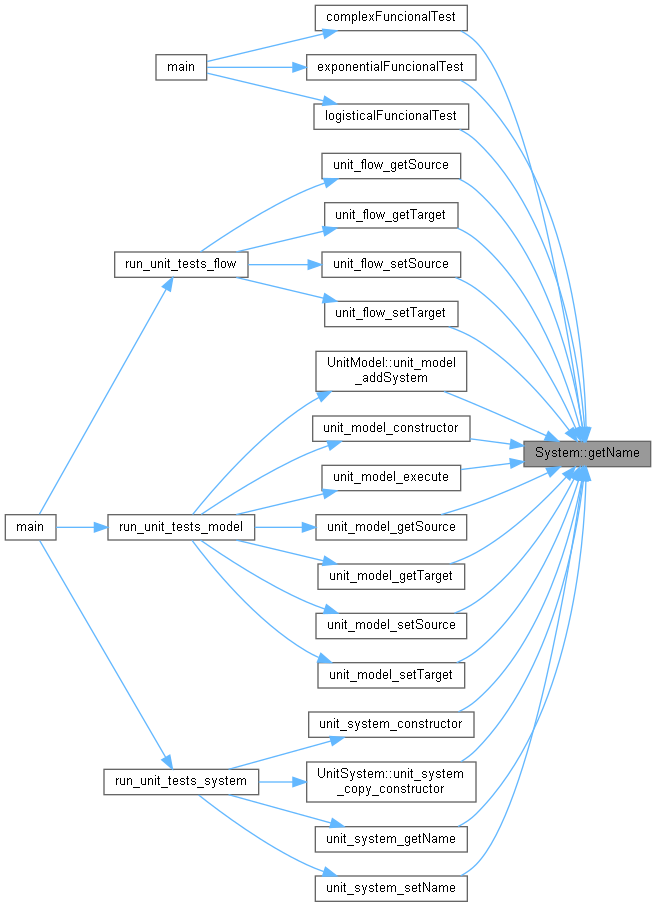 complexFuncionalTest
main
exponentialFuncionalTest
logisticalFuncionalTest
unit_flow_getSource
unit_flow_getTarget
run_unit_tests_flow
unit_flow_setSource
unit_flow_setTarget
UnitModel::unit_model
_addSystem
unit_model_constructor
System::getName
unit_model_execute
main
run_unit_tests_model
unit_model_getSource
unit_model_getTarget
unit_model_setSource
unit_model_setTarget
unit_system_constructor
run_unit_tests_system
UnitSystem::unit_system
_copy_constructor
unit_system_getName
unit_system_setName